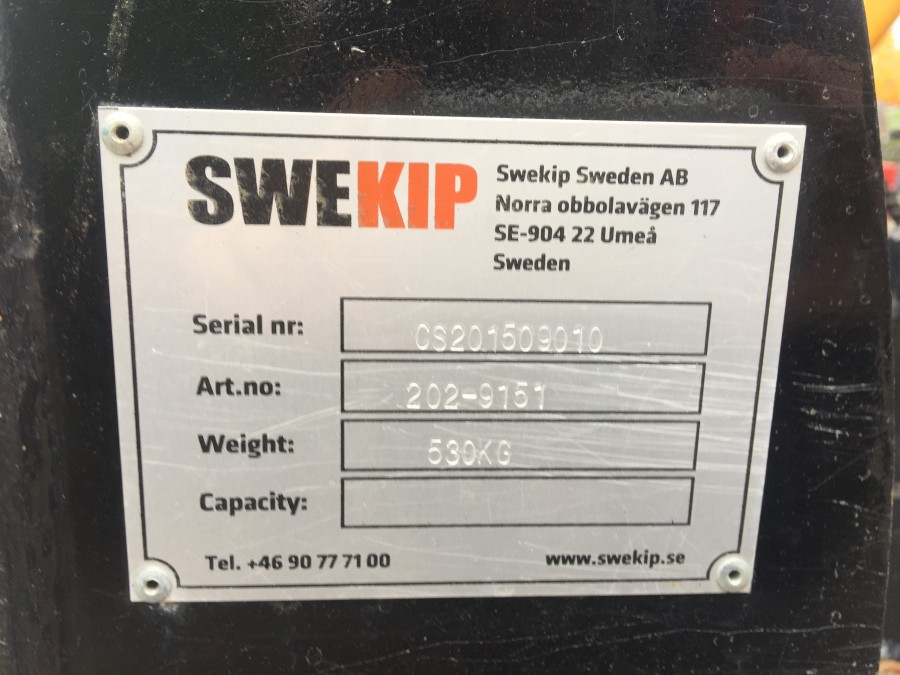 SWEKIP
Swekip Sweden AB
Norra obbolavägen 117
SE-904 22 Umeå
Sweden
Serial nr: CS201509010
Art.no: 202-9151
Weight: 530KG
Capacity:
Tel. +46 90 77 71 00
www.swekip.se